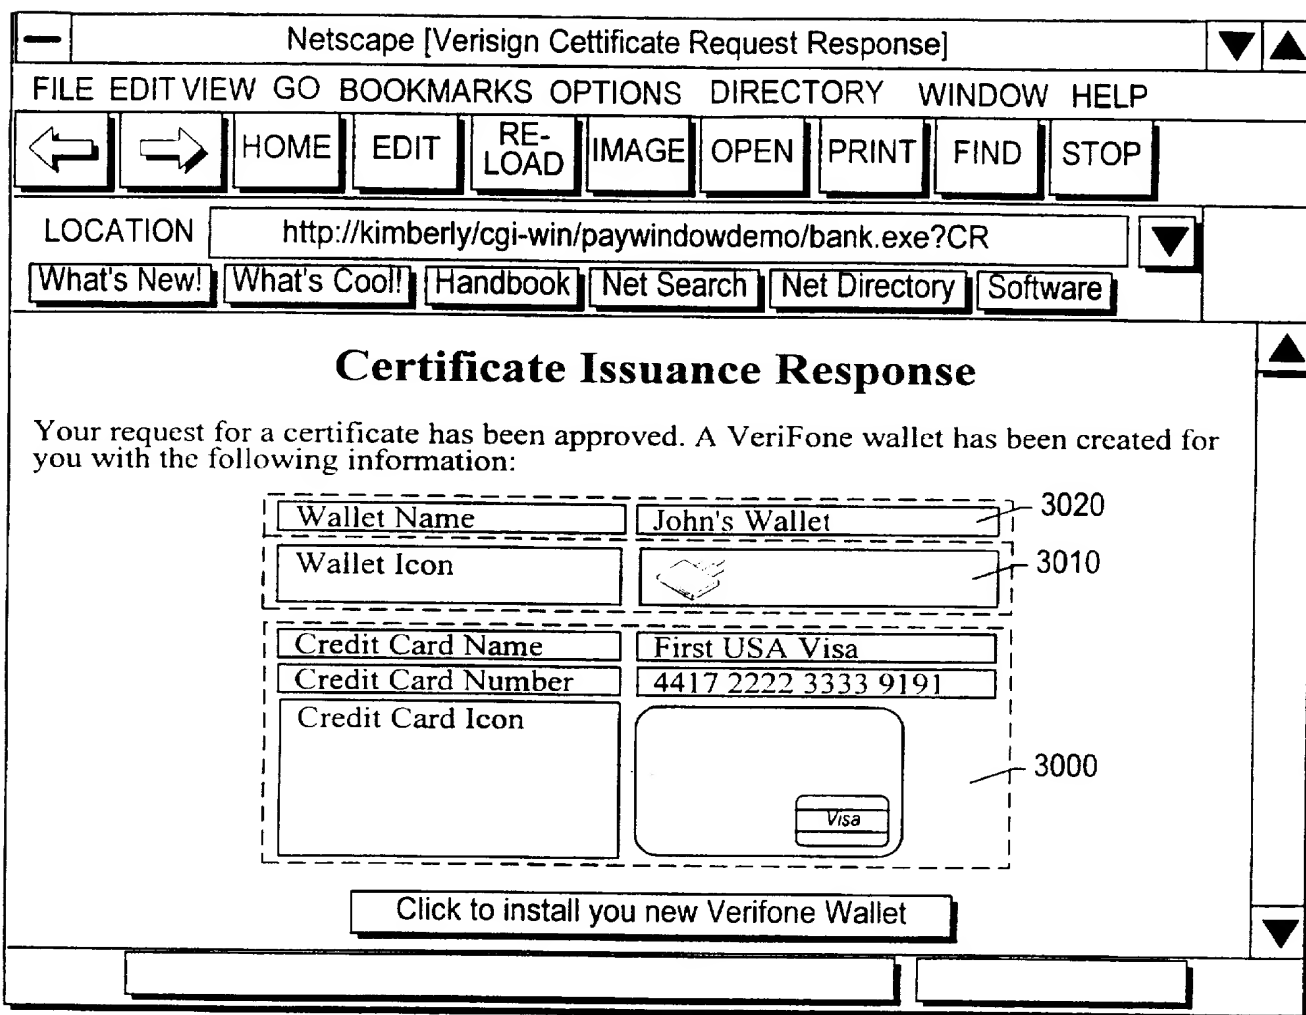 Netscape [Verisign Cettificate Request Response]
FILE EDIT VIEW GO BOOKMARKS OPTIONS DIRECTORY WINDOW HELP
HOME EDIT RE-LOAD IMAGE OPEN PRINT FIND STOP
LOCATION http://kimberly/cgi-win/paywindowdemo/bank.exe?CR
What's New! What's Cool! Handbook Net Search Net Directory Software
Certificate Issuance Response
Your request for a certificate has been approved. A VeriFone wallet has been created for
you with the following information:
Wallet Name John's Wallet 3020
Wallet Icon 3010
Credit Card Name First USA Visa
Credit Card Number 4417 2222 3333 9191
Credit Card Icon
3000
Visa
Click to install you new Verifone Wallet